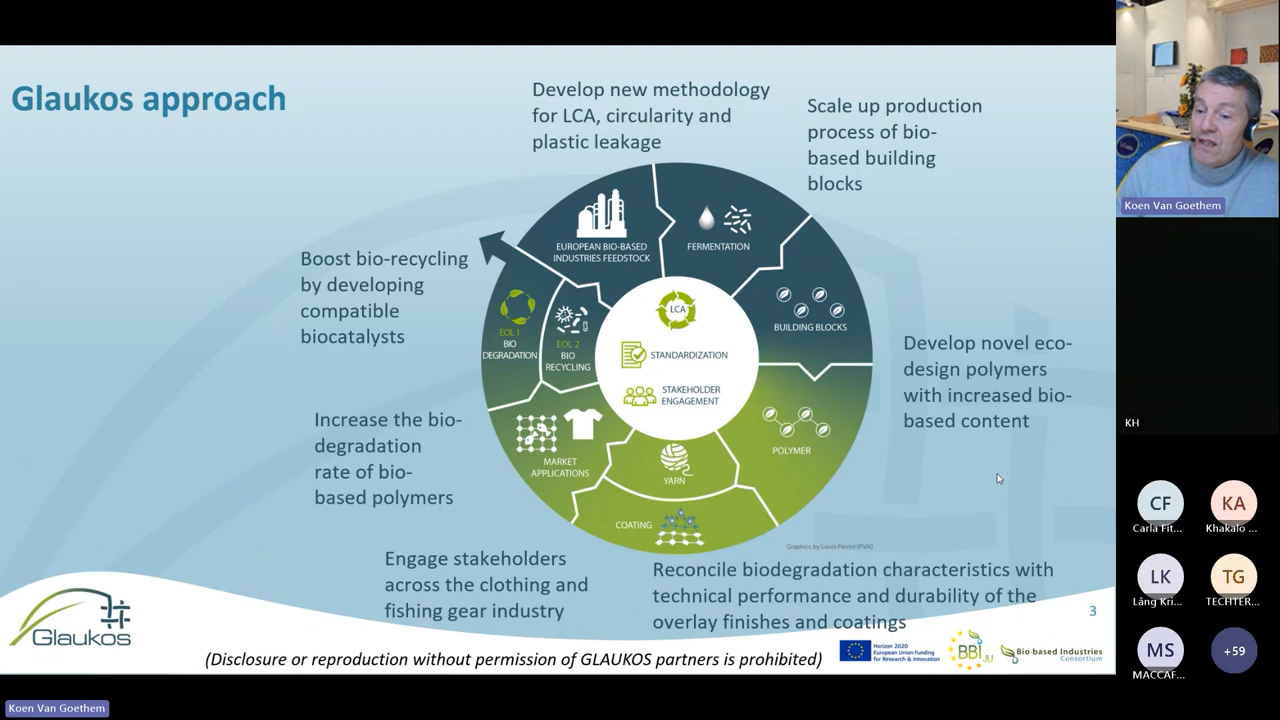 Glaukos approach
Develop new methodology
for LCA, circularity and
plastic leakage
Scale up production
process of bio-
based building
blocks
Boost bio-recycling
by developing
compatible
biocatalysts
Develop novel eco-
design polymers
with increased bio-
based content
Increase the bio-
degradation
rate of bio-
based polymers
Engage stakeholders
across the clothing and
fishing gear industry
Reconcile biodegradation characteristics with
technical performance and durability of the
overlay finishes and coatings
EUROPEAN BIO-BASED
INDUSTRIES FEEDSTOCK
FERMENTATION
BUILDING BLOCKS
POLYMER
YARN
COATING
MARKET
APPLICATIONS
EOL 1
BIO
DEGRADATION
EOL 2
BIO
RECYCLING
LCA
STANDARDIZATION
STAKEHOLDER
ENGAGEMENT
Graphics by Louis Ferrini (FVA)
3
Glaukos
(Disclosure or reproduction without permission of GLAUKOS partners is prohibited)
Horizon 2020
European Union Funding
for Research & Innovation
BBI JU
Bio-based Industries
Consortium
Koen Van Goethem
KH
CF
Carla Fit...
KA
Khakalo ...
LK
Lång Kri...
TG
TECHTER...
MS
MACCAF...
+59
Koen Van Goethem